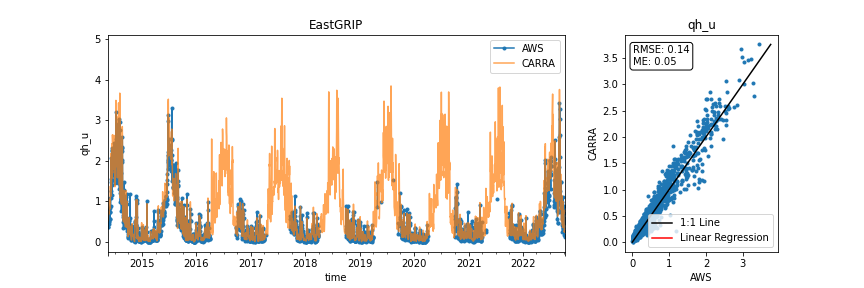 EastGRIP
qh_u
5
4
3
2
1
0
2015
2016
2017
2018
2019
2020
2021
2022
time
AWS
CARRA
qh_u
CARRA
3.5
3.0
2.5
2.0
1.5
1.0
0.5
0.0
0
1
2
3
AWS
RMSE: 0.14
ME: 0.05
1:1 Line
Linear Regression